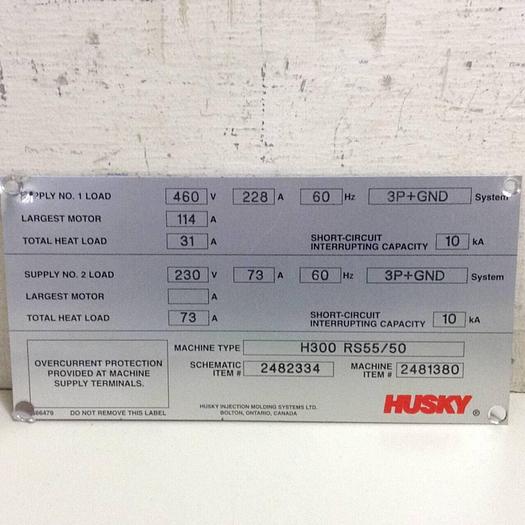 SUPPLY NO. 1 LOAD 460 V 228 A 60 Hz 3P+GND System
LARGEST MOTOR 114 A
TOTAL HEAT LOAD 31 A SHORT-CIRCUIT INTERRUPTING CAPACITY 10 kA
SUPPLY NO. 2 LOAD 230 V 73 A 60 Hz 3P+GND System
LARGEST MOTOR A
TOTAL HEAT LOAD 73 A SHORT-CIRCUIT INTERRUPTING CAPACITY 10 kA
MACHINE TYPE H300 RS55/50
OVERCURRENT PROTECTION
PROVIDED AT MACHINE
SUPPLY TERMINALS.
SCHEMATIC ITEM # 2482334 MACHINE ITEM # 2481380
DO NOT REMOVE THIS LABEL
HUSKY INJECTION MOLDING SYSTEMS LTD.
BOLTON, ONTARIO, CANADA
HUSKY ®